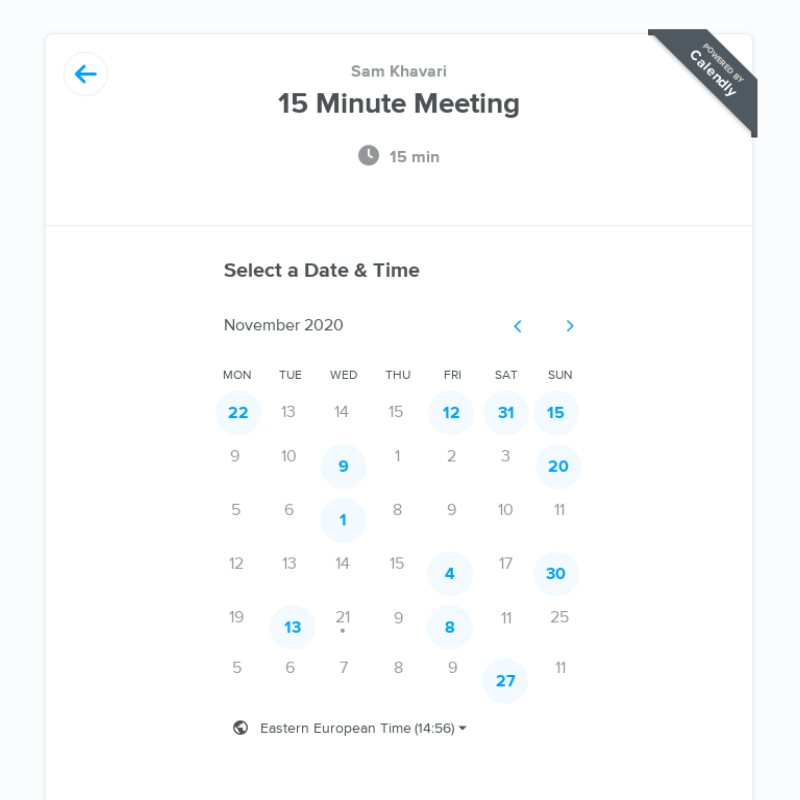 POWERED BY
Calendly
Sam Khavari
15 Minute Meeting
15 min
Select a Date & Time
November 2020
MON TUE WED THU FRI SAT SUN
22 13 14 15 12 31 15
9 10 9 1 2 3 20
5 6 1 8 9 10 11
12 13 14 15 4 17 30
19 13 21 9 8 11 25
5 6 7 8 9 27 11
Eastern European Time (14:56)